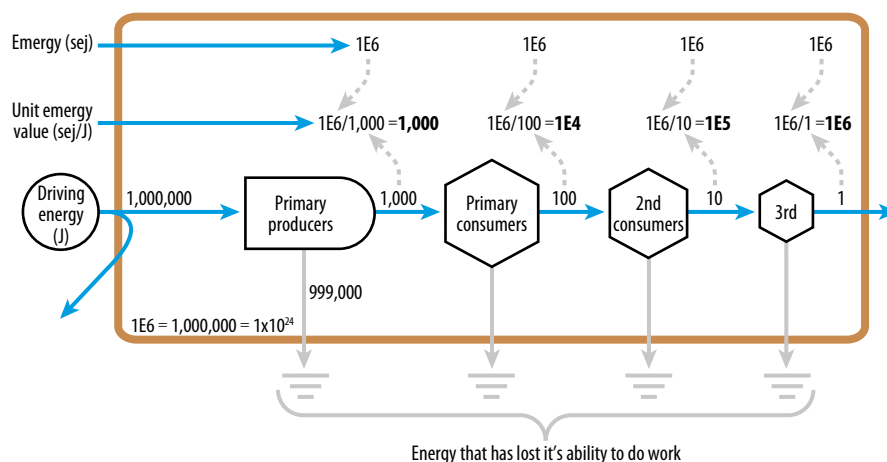 Emergy (sej)
1E6
1E6
1E6
1E6
Unit emergy
value (sej/J)
1E6/1,000 =1,000
1E6/100 =1E4
1E6/10 =1E5
1E6/1 =1E6
Driving
energy
(J)
1,000,000
Primary
producers
1,000
Primary
consumers
100
2nd
consumers
10
3rd
1
999,000
1E6 = 1,000,000 = 1x10²⁴
Energy that has lost it's ability to do work